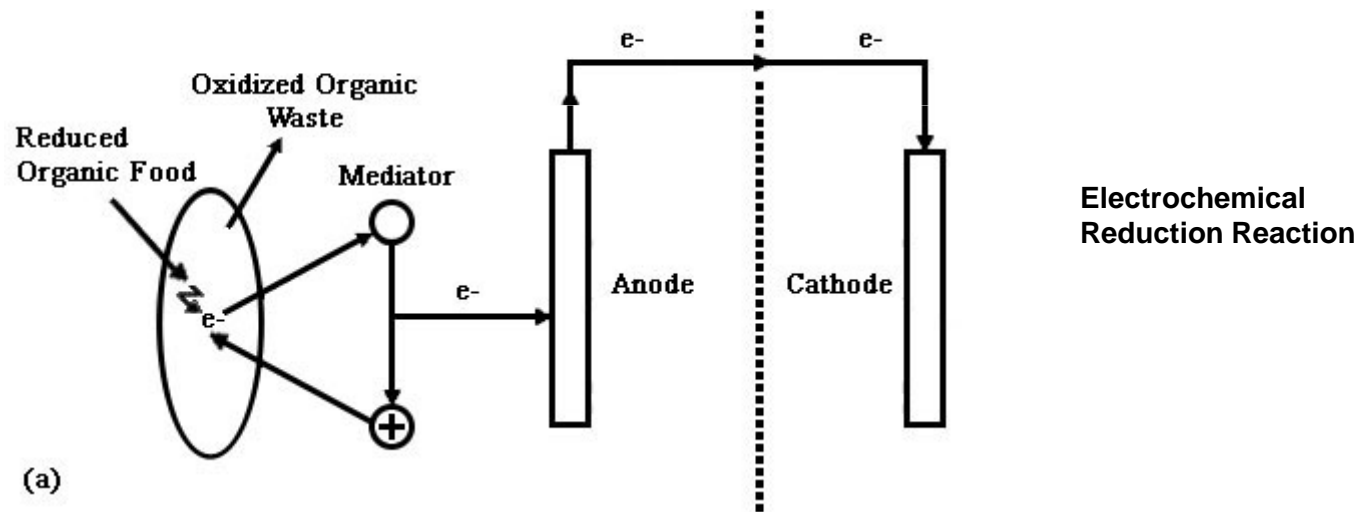 e-
e-
Oxidized Organic
Waste
Reduced
Organic Food
Mediator
Electrochemical
Reduction Reaction
e-
Anode
Cathode
e-
+
(a)